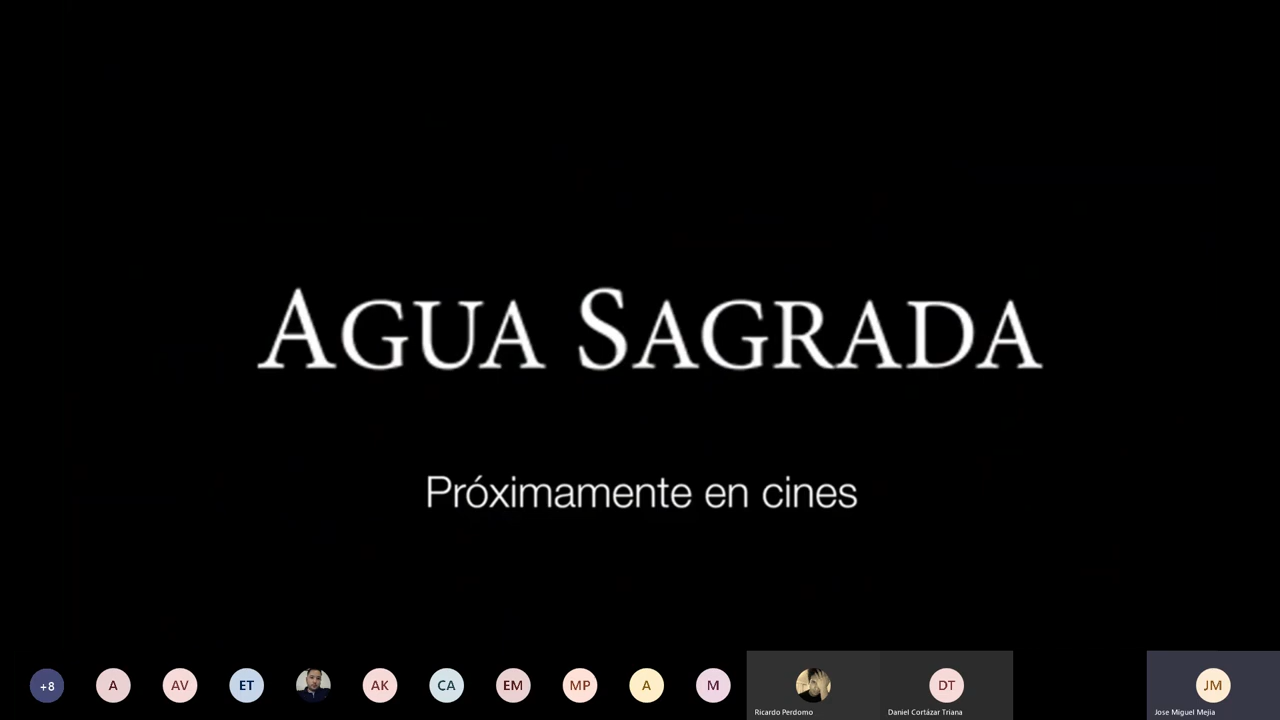 AGUA SAGRADA
Próximamente en cines
+8 A AV ET AK CA EM MP A M DT JM
Ricardo Perdomo Daniel Cortázar Triana Jose Miguel Mejia